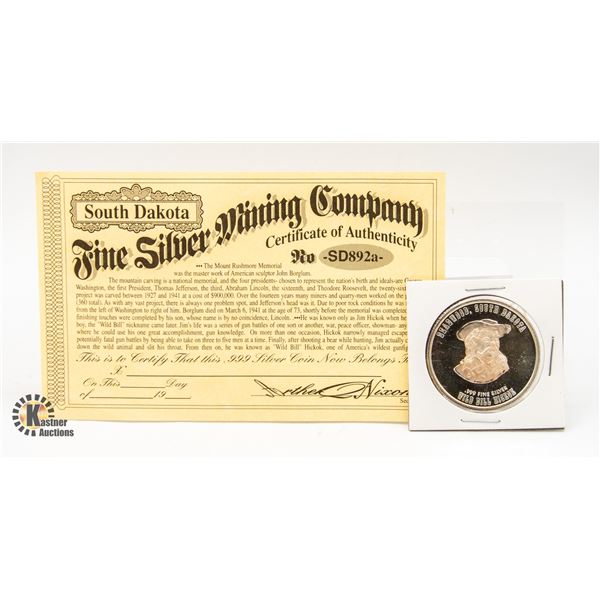 South Dakota
Fine Silver Mining Company
Certificate of Authenticity
No -SD892a-
••• The Mount Rushmore Memorial
was the master work of American sculptor John Borglum.
The mountain carving is a national memorial, and the four presidents- chosen to represent the nation's birth and ideals-are
Washington, the first President, Thomas Jefferson, the third, Abraham Lincoln, the sixteenth, and Theodore Roosevelt, the twenty-six
project was carved between 1927 and 1941 at a cost of $900,000. Over the fourteen years many miners and quarry-men worked on the
(360 total). As with any vast project, there is always one problem spot, and Jefferson's head was it. Due to poor rock conditions he was
from the left of Washington to right of him. Borglum died on March 6, 1941 at the age of 73, shortly before the memorial was complete
finishing touches were completed by his son, whose name is by no coincidence, Lincoln. •••He was known only as Jim Hickok when
boy, the "Wild Bill" nickname came later. Jim's life was a series of gun battles of one sort or another, war, peace officer, showman- any
where he could use his one great accomplishment, gun knowledge. On more than one occasion, Hickok narrowly managed escape
potentially fatal gun battles by being able to take on three to five men at a time. Finally, after shooting a bear while hunting, Jim actually
down the wild animal and slit his throat. From then on, he was known as "Wild Bill" Hickok, one of America's wildest gunfig
This is to Certify That this .999 Silver Coin Now Belongs T
X
On This Day
of 19
Nixon
Sec
DEADWOOD, SOUTH DAKOTA
.999 FINE SILVER
WILD BILL HICKOK
K
Kastner
Auctions